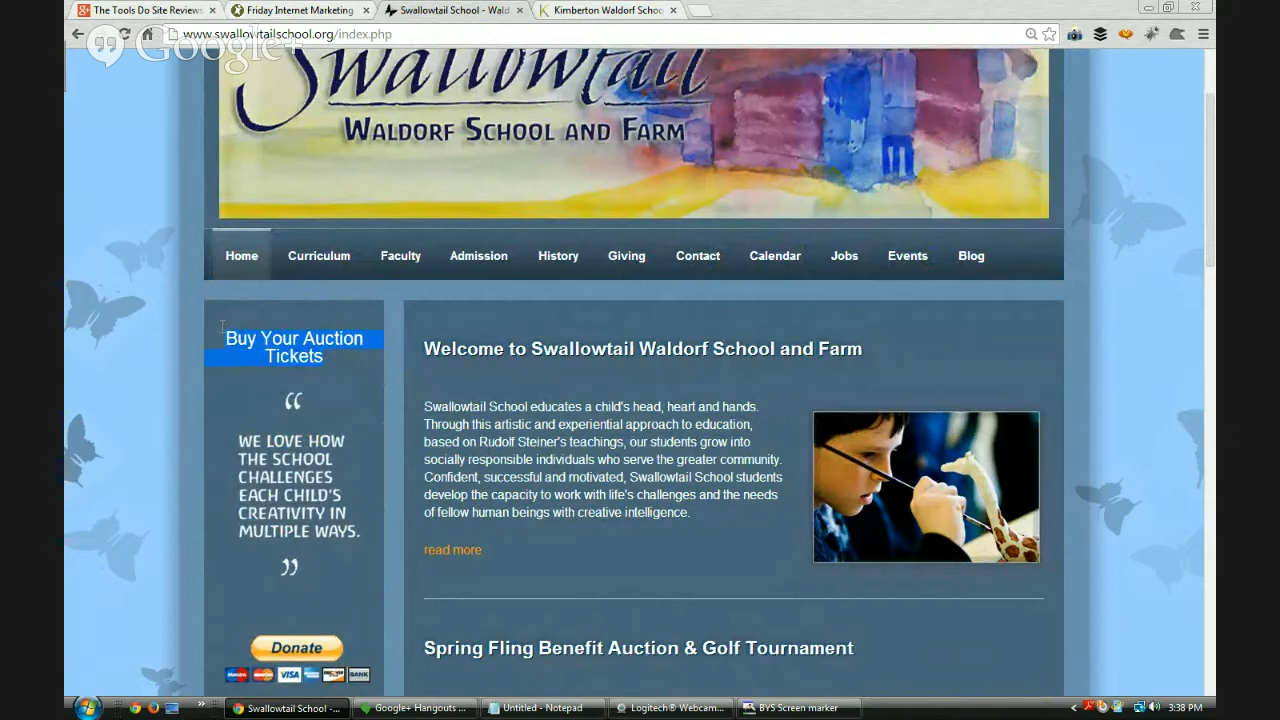 The Tools Do Site Reviews
Friday Internet Marketing
Swallowtail School - Wald
Kimberton Waldorf Schoo
www.swallowtailschool.org/index.php
Google+
Swallowtail
Waldorf School and Farm
Home
Curriculum
Faculty
Admission
History
Giving
Contact
Calendar
Jobs
Events
Blog
Buy Your Auction
Tickets
“
WE LOVE HOW
THE SCHOOL
CHALLENGES
EACH CHILD'S
CREATIVITY IN
MULTIPLE WAYS.
”
Donate
VISA
BANK
Welcome to Swallowtail Waldorf School and Farm
Swallowtail School educates a child's head, heart and hands.
Through this artistic and experiential approach to education,
based on Rudolf Steiner's teachings, our students grow into
socially responsible individuals who serve the greater community.
Confident, successful and motivated, Swallowtail School students
develop the capacity to work with life's challenges and the needs
of fellow human beings with creative intelligence.
read more
Spring Fling Benefit Auction & Golf Tournament
Swallowtail School -...
Google+ Hangouts ...
Untitled - Notepad
Logitech® Webcam...
BYS Screen marker
3:38 PM